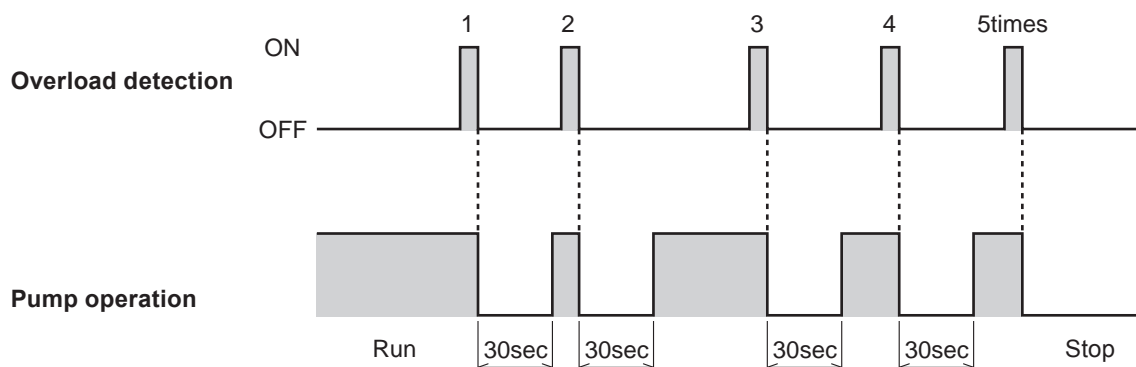 1 2 3 4 5times
ON
Overload detection
OFF
Pump operation
Run 30sec 30sec 30sec 30sec Stop